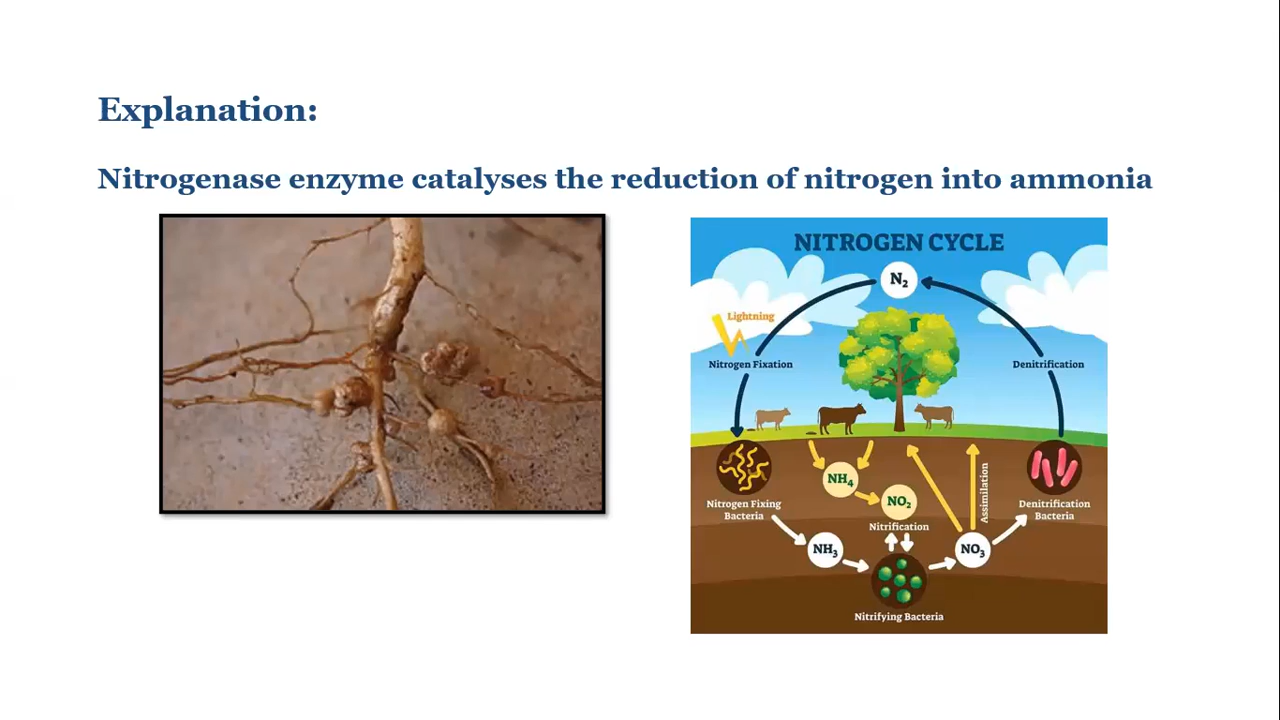 Explanation:
Nitrogenase enzyme catalyses the reduction of nitrogen into ammonia
NITROGEN CYCLE
N₂
Lightning
Nitrogen Fixation
Denitrification
NH₄
NO₂
Nitrification
Assimilation
Nitrogen Fixing
Bacteria
Denitrification
Bacteria
NH₃
NO₃
Nitrifying Bacteria